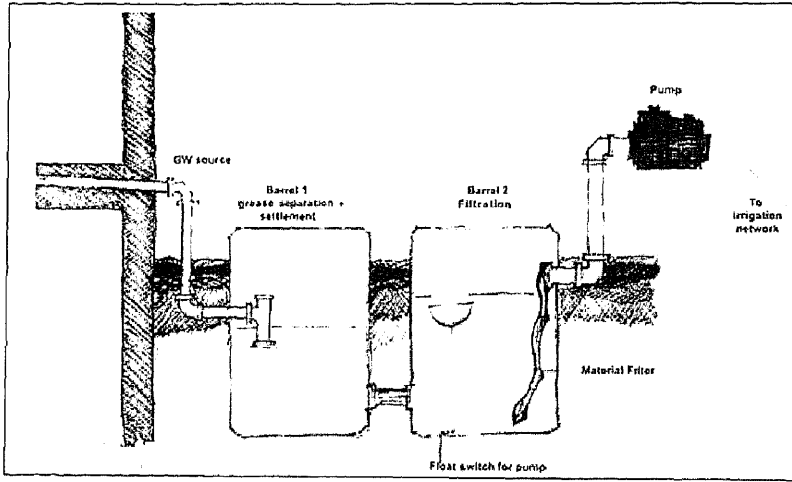 Pump
GW source
Barrel 1
grease separation +
settlement
Barrel 2
Filtration
To
irrigation
network
Material Friter
Float switch for pump